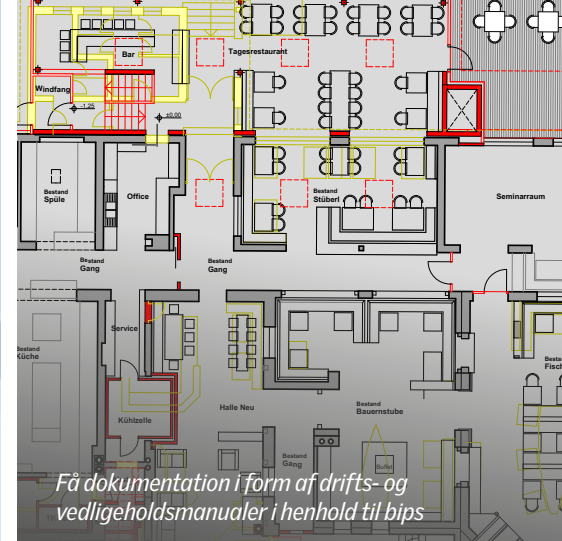 Bar
Tagesrestaurant
Windfang
-1.25
±0.00
Bestand
Spüle
Office
Bestand
Stüberl
Seminarraum
Bestand
Gang
Bestand
Gang
Service
Bestand
Küche
Kühlzelle
Halle Neu
Bestand
Bauernstube
Bestand
Gang
Buffet
Få dokumentation i form af drifts- og
vedligeholdsmanualer i henhold til bips